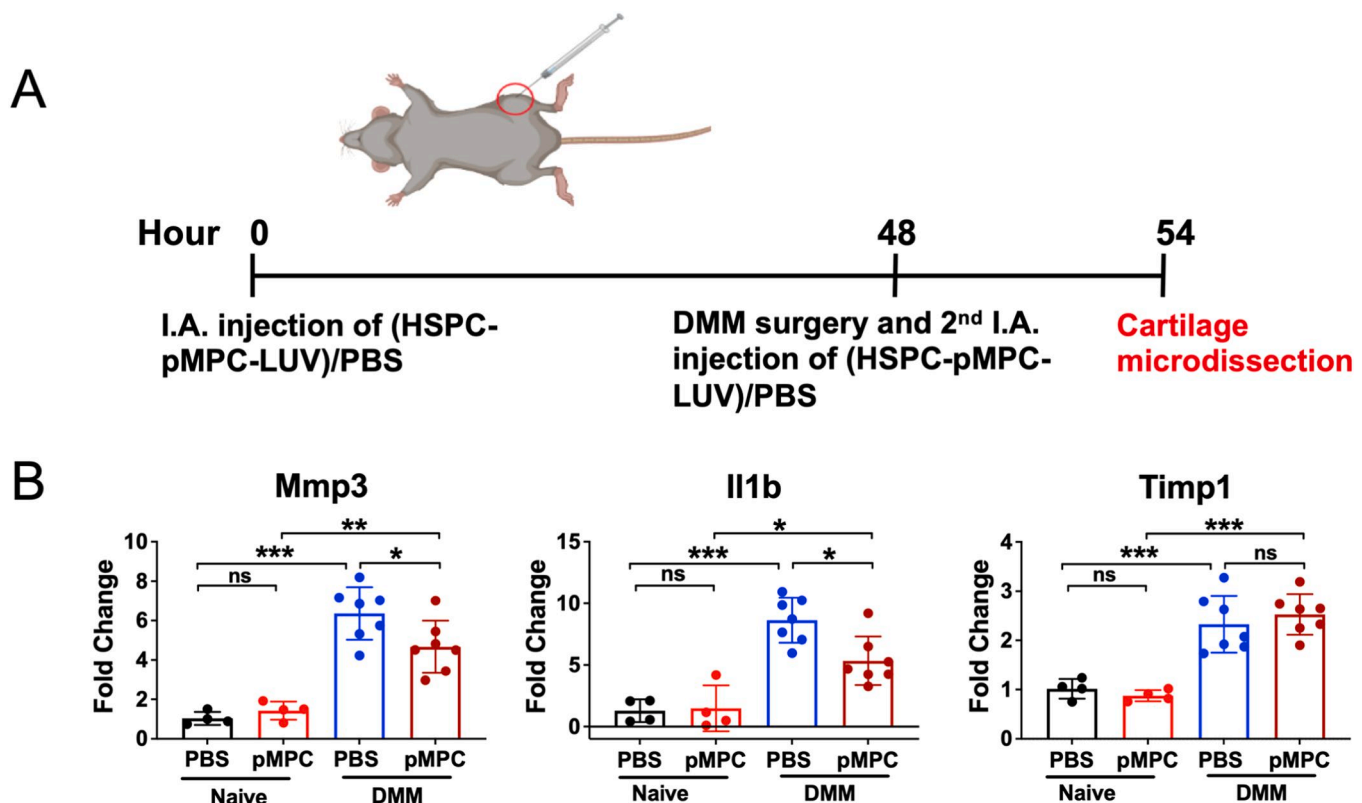 A
Hour 0 48 54
I.A. injection of (HSPC-
pMPC-LUV)/PBS
DMM surgery and 2nd I.A.
injection of (HSPC-pMPC-
LUV)/PBS
Cartilage
microdissection
B
Mmp3
Fold Change
10
8
6
4
2
0
**
***
*
ns
PBS pMPC PBS pMPC
Naive DMM
Il1b
Fold Change
15
10
5
0
*
***
*
ns
PBS pMPC PBS pMPC
Naive DMM
Timp1
Fold Change
4
3
2
1
0
***
***
ns
ns
PBS pMPC PBS pMPC
Naive DMM